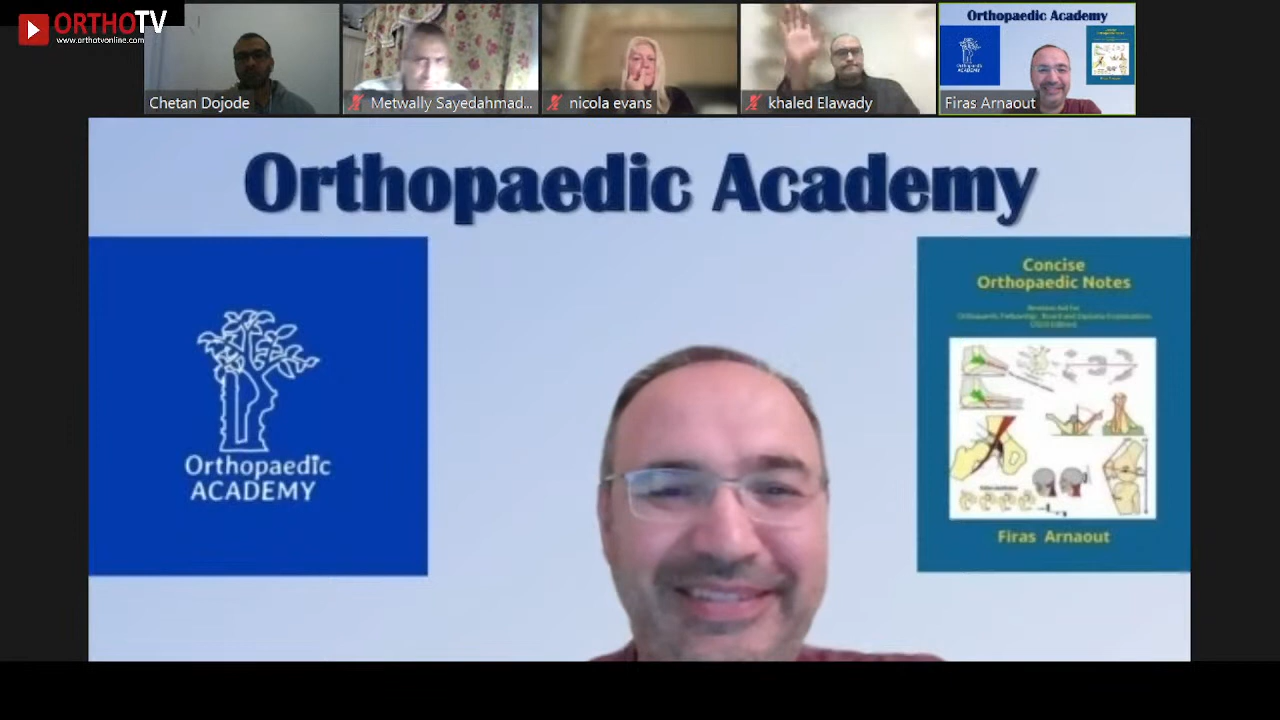 ORTHOTV
www.orthotvonline.com
Chetan Dojode
Metwally Sayedahmad...
nicola evans
khaled Elawady
Orthopaedic Academy
Firas Arnaout
Orthopaedic Academy
Orthopaedic
ACADEMY
Concise
Orthopaedic Notes
Firas Arnaout